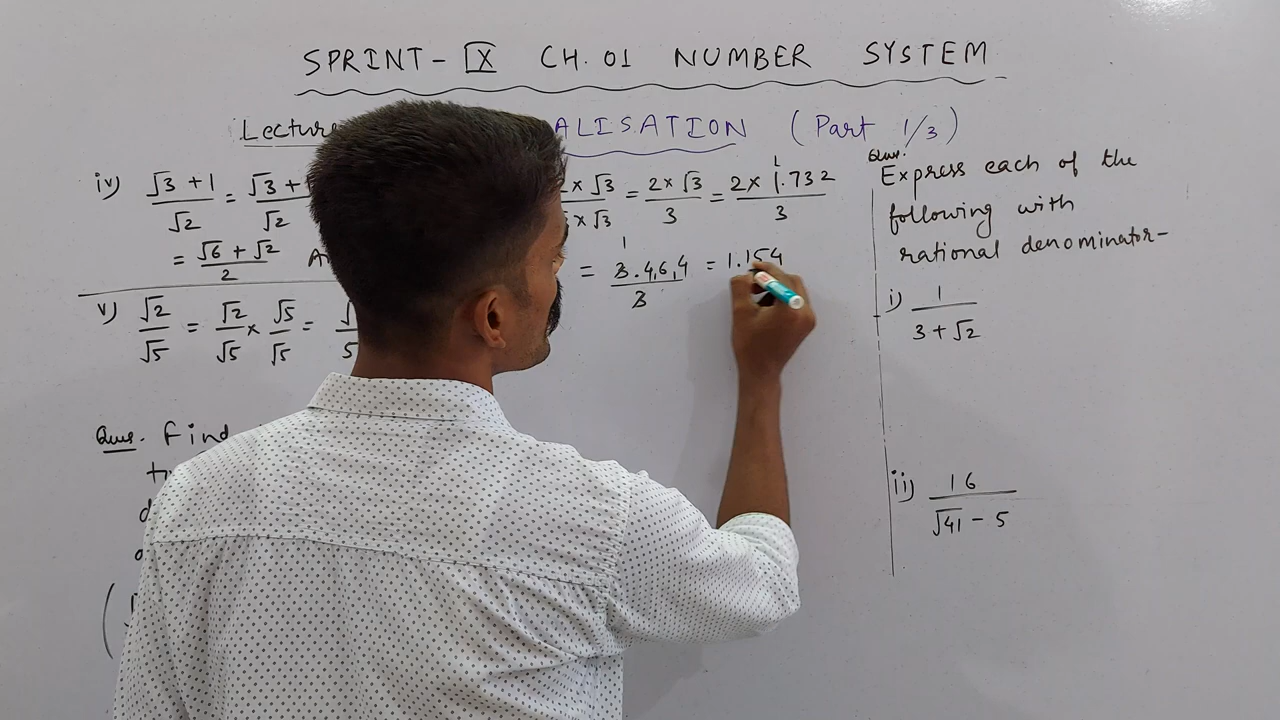 SPRINT - IX CH. 01 NUMBER SYSTEM
Lecture ALISATION (Part 1/3)
iv) √3 + 1 / √2 = √3 + / √2
= √6 + √2 / 2
v) √2 / √5 = √2 / √5 × √5 / √5 = √ / 5
2 × √3 / × √3 = 2 × √3 / 3 = 2 × 1.732 / 3
= 3.464 / 3 = 1.154
Ques. Find
Ques.
Express each of the
following with
rational denominator-
i) 1 / 3 + √2
ii) 16 / √41 - 5